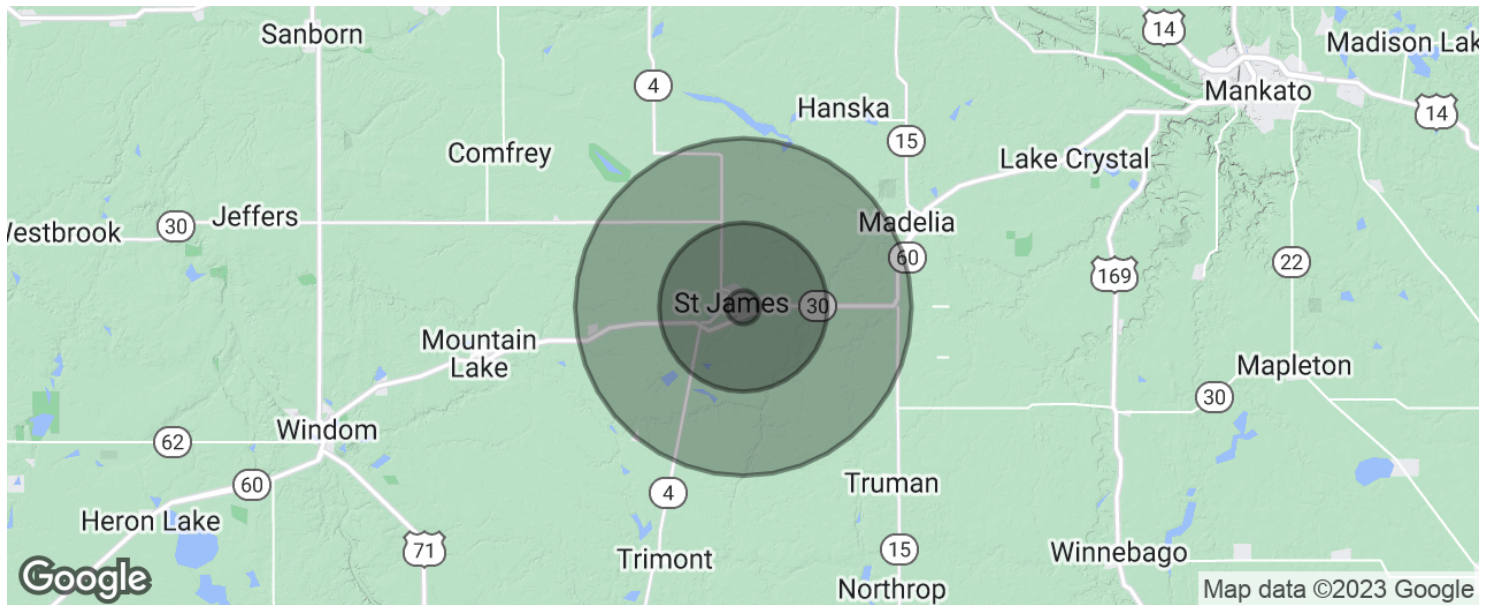 Sanborn
14
Madison Lak
4
Mankato
Hanska
14
15
Comfrey
Lake Crystal
30
Jeffers
Madelia
Westbrook
60
22
169
St James
30
Mountain
Lake
Mapleton
30
Windom
62
60
Truman
4
Heron Lake
71
15
Winnebago
Trimont
Northrop
Google
Map data ©2023 Google